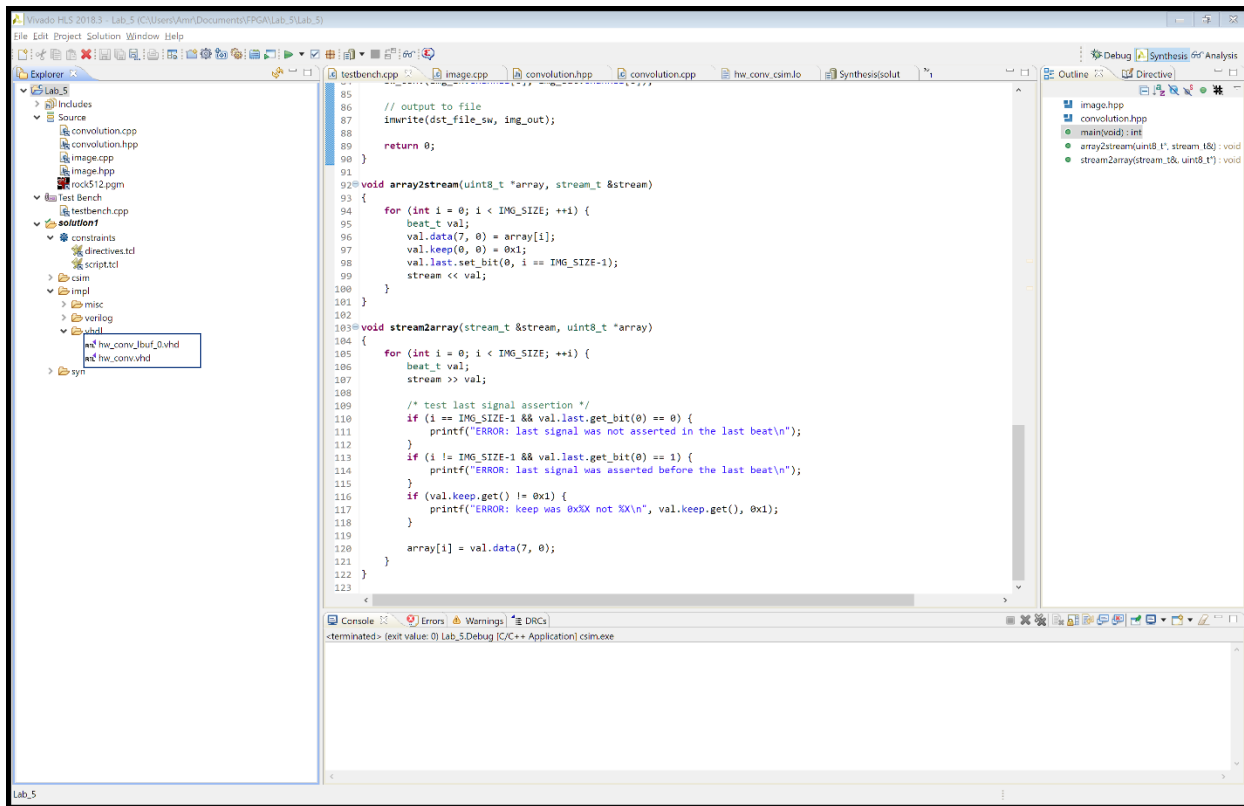 Vivado HLS 2018.3 - Lab_5 (C:\Users\Amr\Documents\FPGA\Lab_5\Lab_5)
File Edit Project Solution Window Help
Debug Synthesis Analysis
Explorer
Lab_5
Includes
Source
convolution.cpp
convolution.hpp
image.cpp
image.hpp
rock512.pgm
Test Bench
testbench.cpp
solution1
constraints
directives.tcl
script.tcl
csim
impl
misc
verilog
vhdl
hw_conv_lbuf_0.vhd
hw_conv.vhd
syn
testbench.cpp image.cpp convolution.hpp convolution.cpp hw_conv_csim.lo Synthesis(solut "1
85
86 // output to file
87 imwrite(dst_file_sw, img_out);
88
89 return 0;
90 }
91
92 void array2stream(uint8_t *array, stream_t &stream)
93 {
94 for (int i = 0; i < IMG_SIZE; ++i) {
95 beat_t val;
96 val.data(7, 0) = array[i];
97 val.keep(0, 0) = 0x1;
98 val.last.set_bit(0, i == IMG_SIZE-1);
99 stream << val;
100 }
101 }
102
103 void stream2array(stream_t &stream, uint8_t *array)
104 {
105 for (int i = 0; i < IMG_SIZE; ++i) {
106 beat_t val;
107 stream >> val;
108
109 /* test last signal assertion */
110 if (i == IMG_SIZE-1 && val.last.get_bit(0) == 0) {
111 printf("ERROR: last signal was not asserted in the last beat\n");
112 }
113 if (i != IMG_SIZE-1 && val.last.get_bit(0) == 1) {
114 printf("ERROR: last signal was asserted before the last beat\n");
115 }
116 if (val.keep.get() != 0x1) {
117 printf("ERROR: keep was 0x%X not %X\n", val.keep.get(), 0x1);
118 }
119
120 array[i] = val.data(7, 0);
121 }
122 }
123
Outline Directive
image.hpp
convolution.hpp
main(void) : int
array2stream(uint8_t*, stream_t&) : void
stream2array(stream_t&, uint8_t*) : void
Console Errors Warnings DRCs
<terminated> (exit value: 0) Lab_5.Debug [C/C++ Application] csim.exe
Lab_5